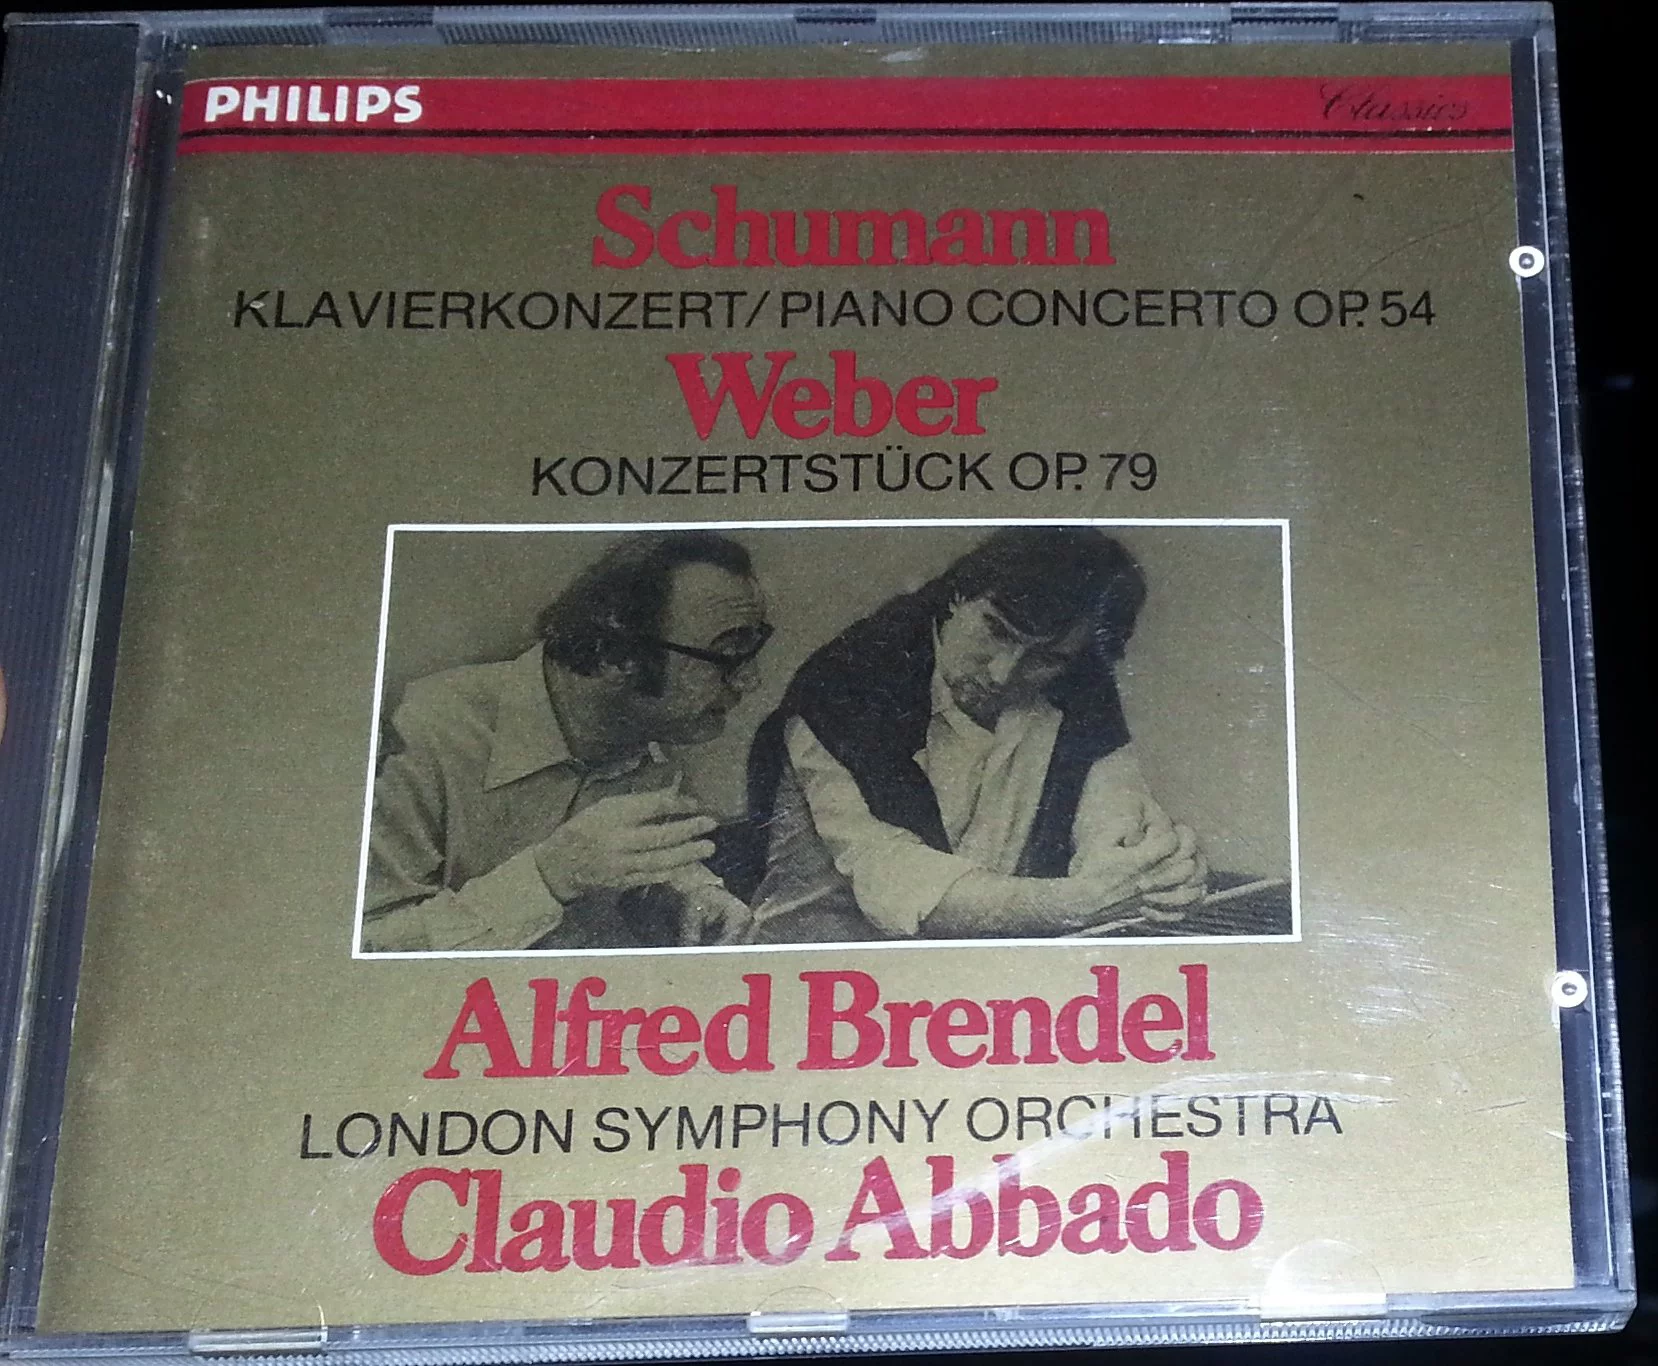 PHILIPS Classics
Schumann
KLAVIERKONZERT/PIANO CONCERTO OP. 54
Weber
KONZERTSTÜCK OP. 79
Alfred Brendel
LONDON SYMPHONY ORCHESTRA
Claudio Abbado